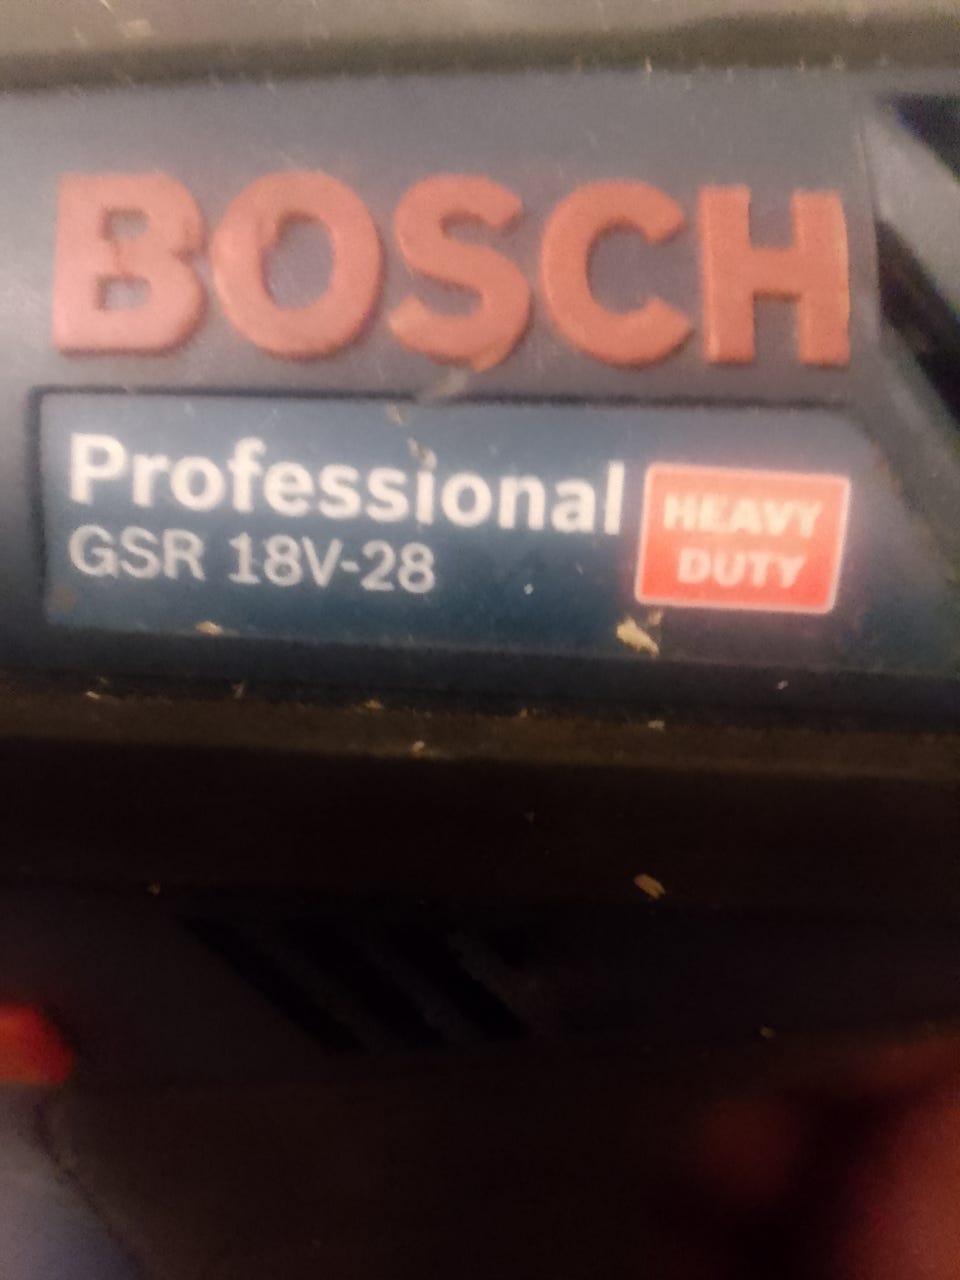 BOSCH
Professional
GSR 18V-28
HEAVY
DUTY